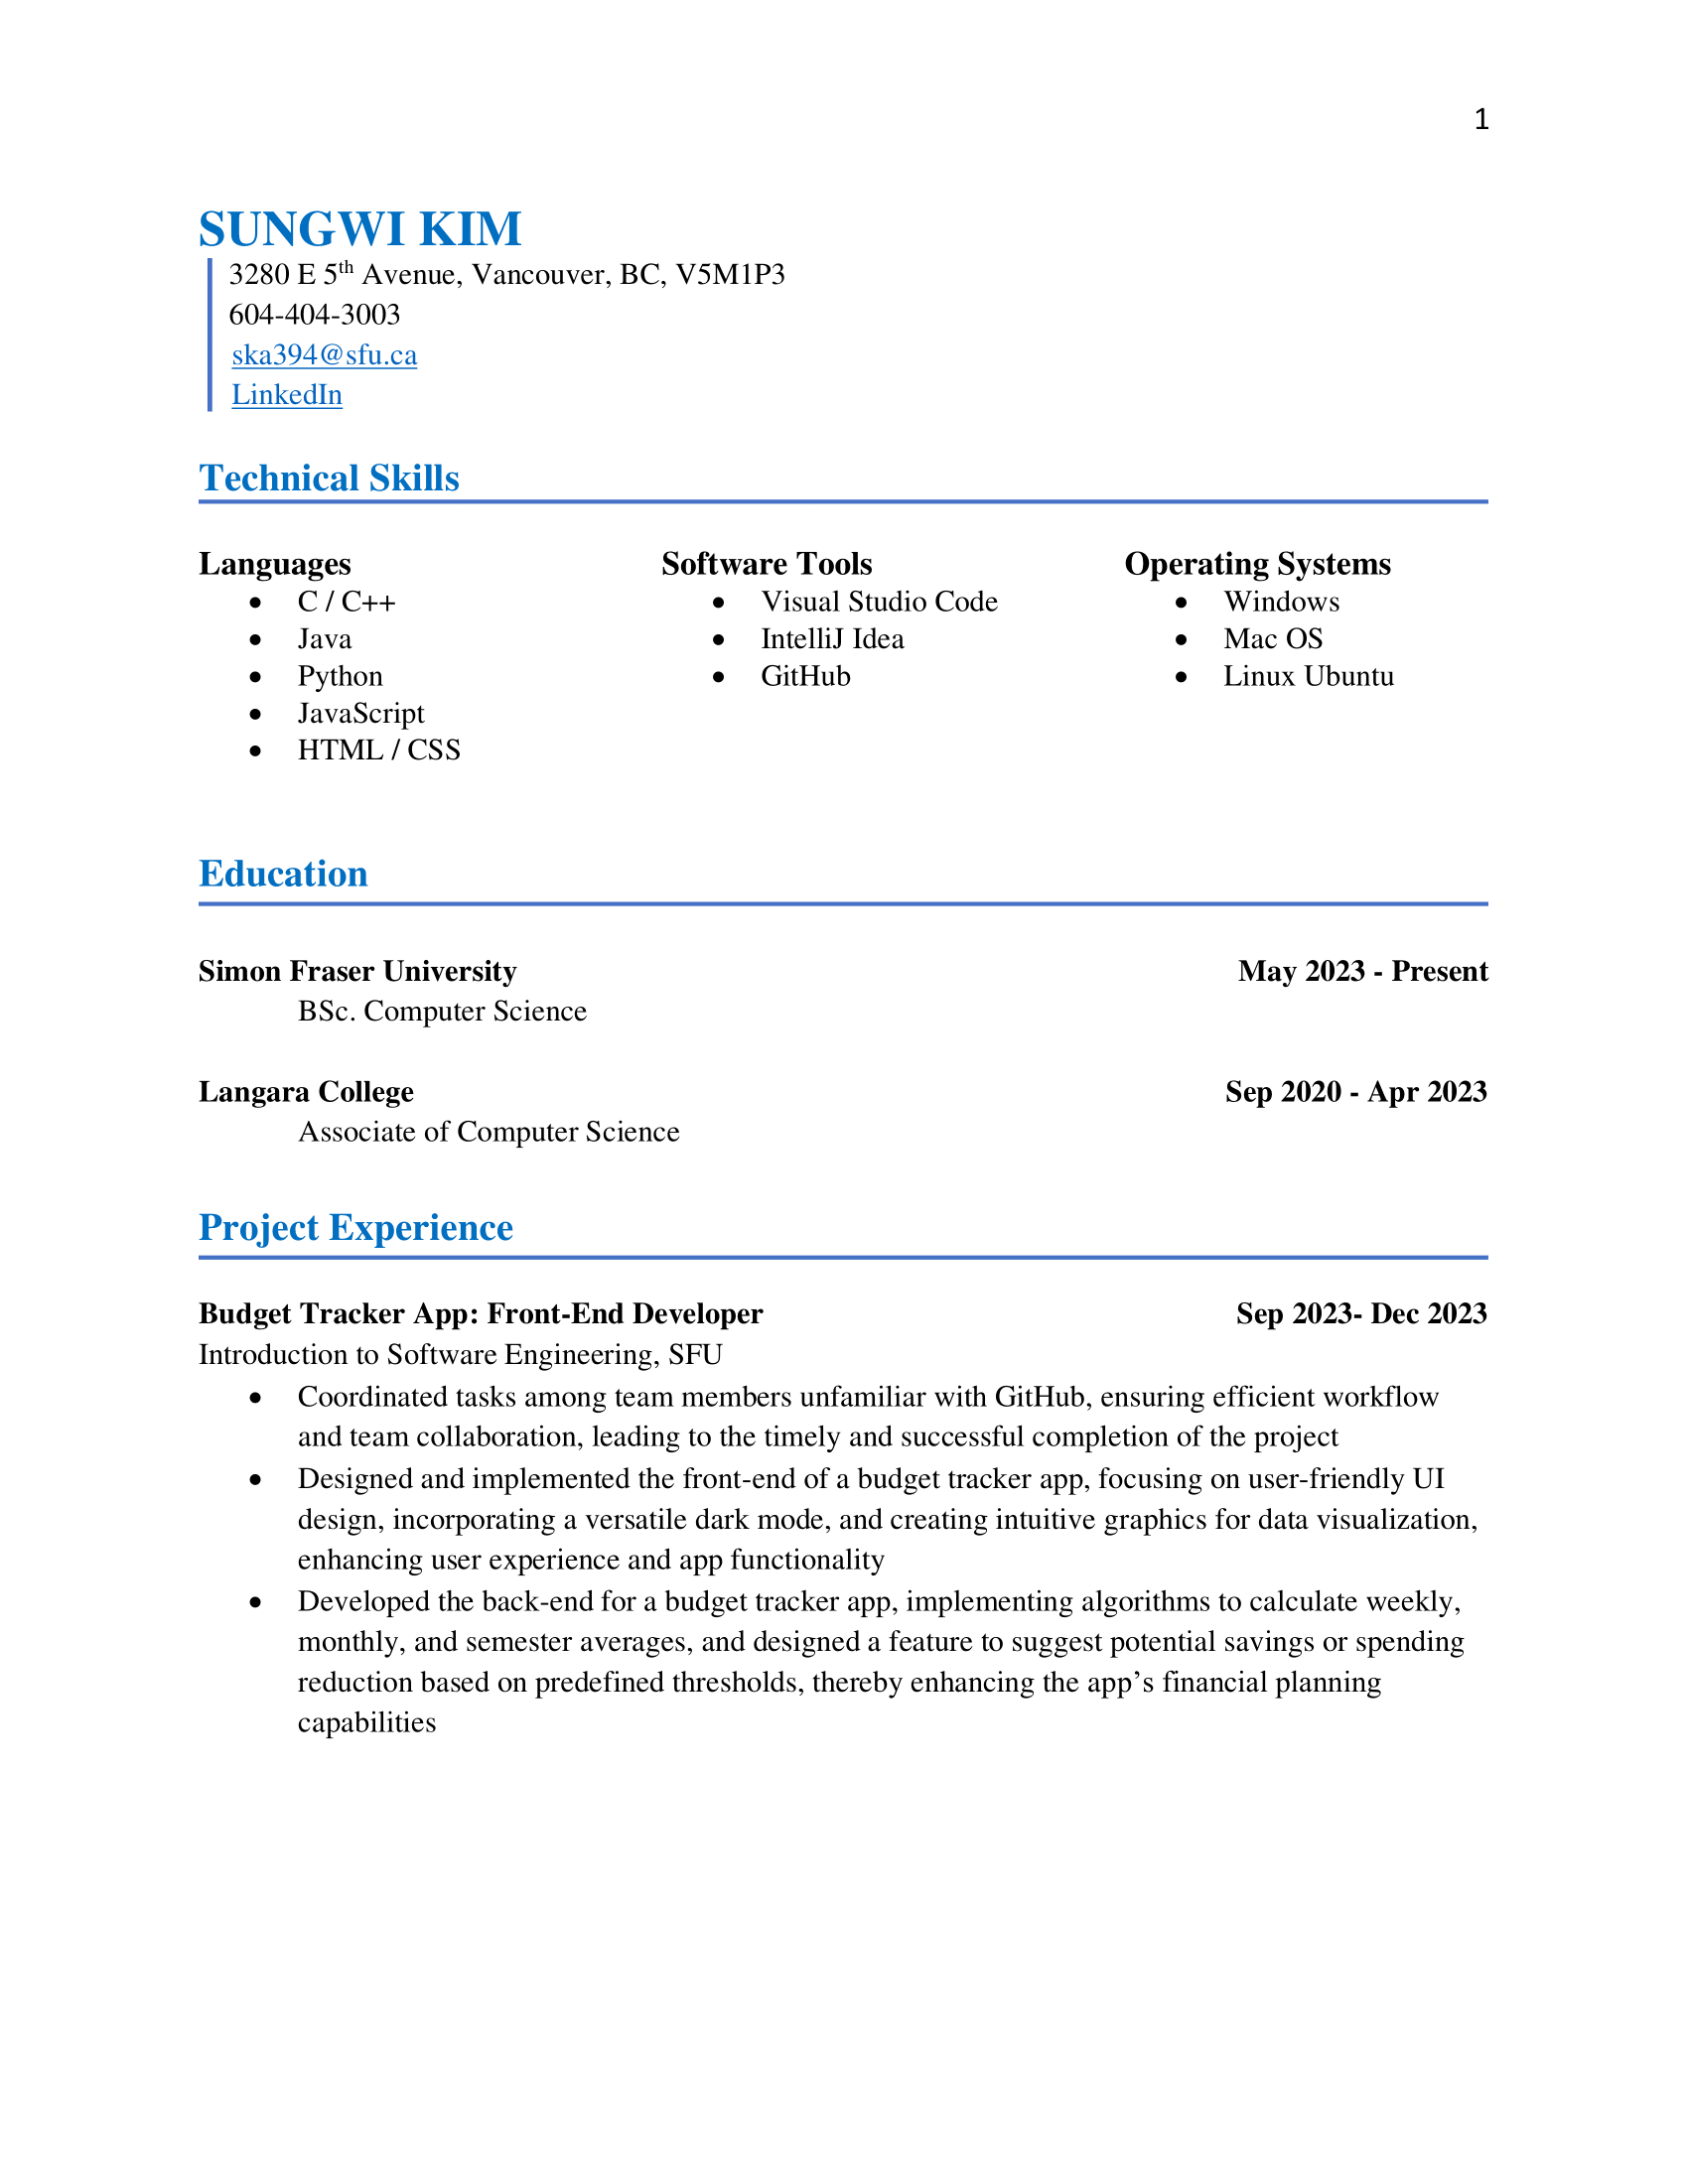 1
SUNGWI KIM
3280 E 5th Avenue, Vancouver, BC, V5M1P3
604-404-3003
ska394@sfu.ca
LinkedIn
Technical Skills
Languages
• C / C++
• Java
• Python
• JavaScript
• HTML / CSS
Software Tools
• Visual Studio Code
• IntelliJ Idea
• GitHub
Operating Systems
• Windows
• Mac OS
• Linux Ubuntu
Education
Simon Fraser University May 2023 - Present
BSc. Computer Science
Langara College Sep 2020 - Apr 2023
Associate of Computer Science
Project Experience
Budget Tracker App: Front-End Developer Sep 2023- Dec 2023
Introduction to Software Engineering, SFU
• Coordinated tasks among team members unfamiliar with GitHub, ensuring efficient workflow
and team collaboration, leading to the timely and successful completion of the project
• Designed and implemented the front-end of a budget tracker app, focusing on user-friendly UI
design, incorporating a versatile dark mode, and creating intuitive graphics for data visualization,
enhancing user experience and app functionality
• Developed the back-end for a budget tracker app, implementing algorithms to calculate weekly,
monthly, and semester averages, and designed a feature to suggest potential savings or spending
reduction based on predefined thresholds, thereby enhancing the app’s financial planning
capabilities